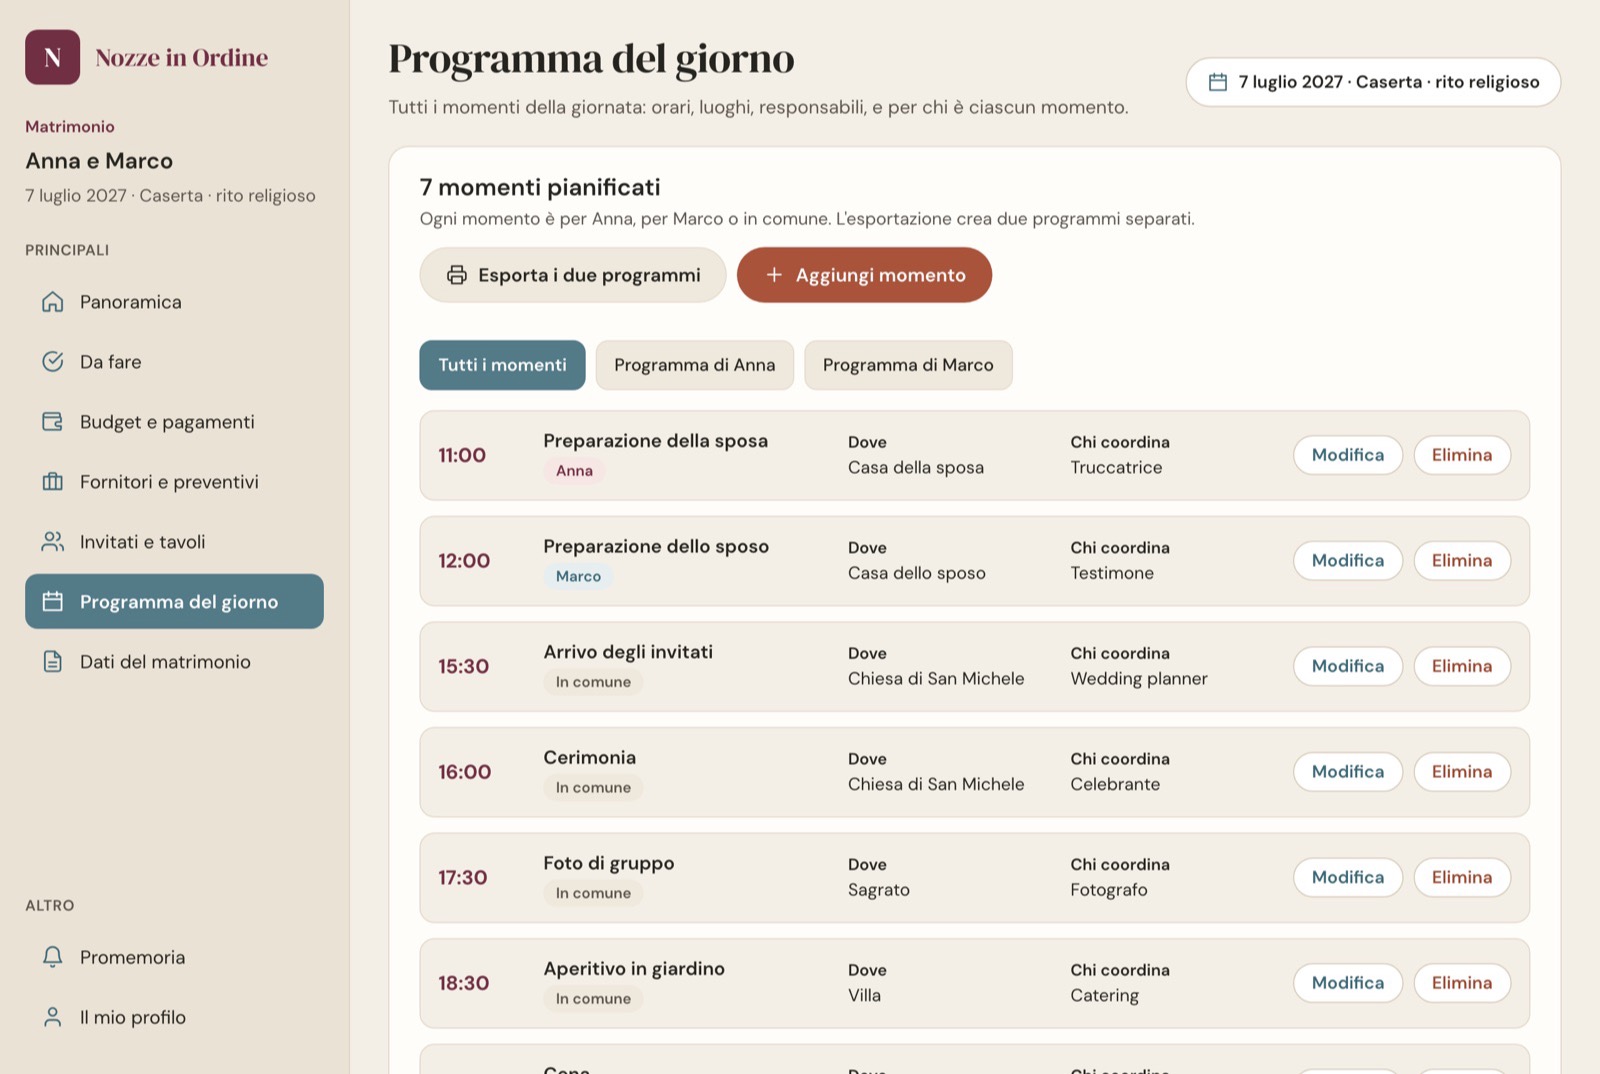 N
Nozze in Ordine
Matrimonio
Anna e Marco
7 luglio 2027 · Caserta · rito religioso
PRINCIPALI
Panoramica
Da fare
Budget e pagamenti
Fornitori e preventivi
Invitati e tavoli
Programma del giorno
Dati del matrimonio
ALTRO
Promemoria
Il mio profilo
Programma del giorno
Tutti i momenti della giornata: orari, luoghi, responsabili, e per chi è ciascun momento.
7 luglio 2027 · Caserta · rito religioso
7 momenti pianificati
Ogni momento è per Anna, per Marco o in comune. L'esportazione crea due programmi separati.
Esporta i due programmi
Aggiungi momento
Tutti i momenti
Programma di Anna
Programma di Marco
11:00
Preparazione della sposa
Anna
Dove
Casa della sposa
Chi coordina
Truccatrice
Modifica
Elimina
12:00
Preparazione dello sposo
Marco
Dove
Casa dello sposo
Chi coordina
Testimone
Modifica
Elimina
15:30
Arrivo degli invitati
In comune
Dove
Chiesa di San Michele
Chi coordina
Wedding planner
Modifica
Elimina
16:00
Cerimonia
In comune
Dove
Chiesa di San Michele
Chi coordina
Celebrante
Modifica
Elimina
17:30
Foto di gruppo
In comune
Dove
Sagrato
Chi coordina
Fotografo
Modifica
Elimina
18:30
Aperitivo in giardino
In comune
Dove
Villa
Chi coordina
Catering
Modifica
Elimina